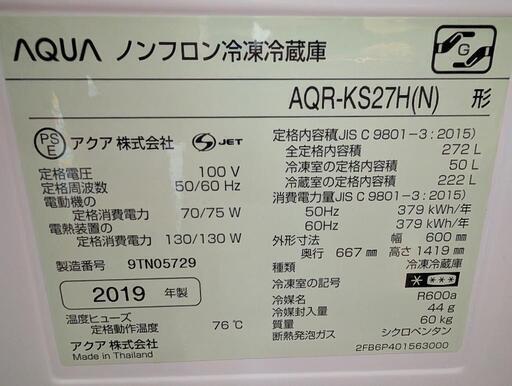 AQUA ノンフロン冷凍冷蔵庫
G
AQR-KS27H(N) 形
PS E アクア 株式会社 S JET
定格電圧 100 V
定格周波数 50/60 Hz
電動機の
定格消費電力 70/75 W
電熱装置の
定格消費電力 130/130 W
製造番号 9TN05729
2019 年製
温度ヒューズ
定格動作温度 76℃
アクア 株式会社
Made in Thailand
定格内容積(JIS C 9801-3:2015)
全定格内容積 272 L
冷凍室の定格内容積 50 L
冷蔵室の定格内容積 222 L
消費電力量(JIS C 9801-3:2015)
50Hz 379 kWh/年
60Hz 379 kWh/年
外形寸法 幅 600 mm
奥行 667 mm 高さ 1419 mm
種類 冷凍冷蔵庫
冷凍室の記号 * ***
冷媒名 R600a
冷媒封入量 44 g
質量 60 kg
断熱発泡ガス シクロペンタン
2FB6P401563000